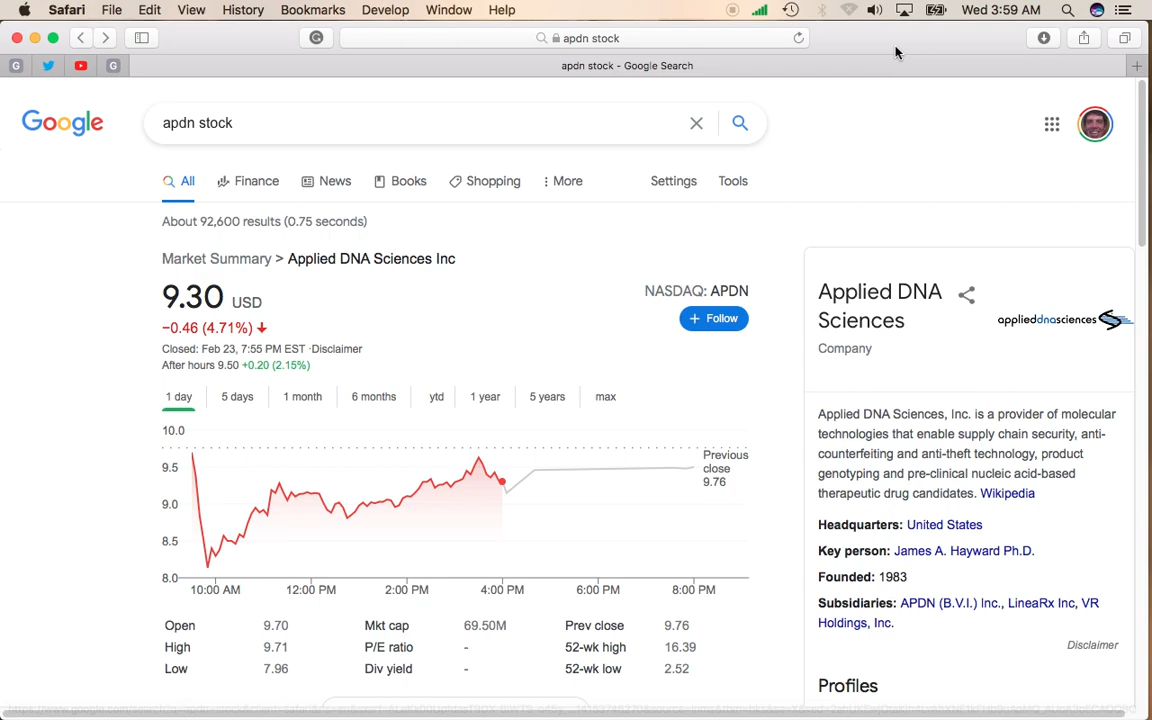 Safari File Edit View History Bookmarks Develop Window Help Wed 3:59 AM
apdn stock
G G apdn stock - Google Search
Google apdn stock
All Finance News Books Shopping More Settings Tools
About 92,600 results (0.75 seconds)
Market Summary > Applied DNA Sciences Inc
9.30 USD
NASDAQ: APDN
−0.46 (4.71%)
+ Follow
Closed: Feb 23, 7:55 PM EST ·Disclaimer
After hours 9.50 +0.20 (2.15%)
1 day 5 days 1 month 6 months ytd 1 year 5 years max
10.0
9.5
9.0
8.5
8.0
Previous
close
9.76
10:00 AM 12:00 PM 2:00 PM 4:00 PM 6:00 PM 8:00 PM
Open 9.70 Mkt cap 69.50M Prev close 9.76
High 9.71 P/E ratio - 52-wk high 16.39
Low 7.96 Div yield - 52-wk low 2.52
Applied DNA
Sciences
applieddnasciences
Company
Applied DNA Sciences, Inc. is a provider of molecular
technologies that enable supply chain security, anti-
counterfeiting and anti-theft technology, product
genotyping and pre-clinical nucleic acid-based
therapeutic drug candidates. Wikipedia
Headquarters: United States
Key person: James A. Hayward Ph.D.
Founded: 1983
Subsidiaries: APDN (B.V.I.) Inc., LineaRx Inc, VR
Holdings, Inc.
Disclaimer
Profiles